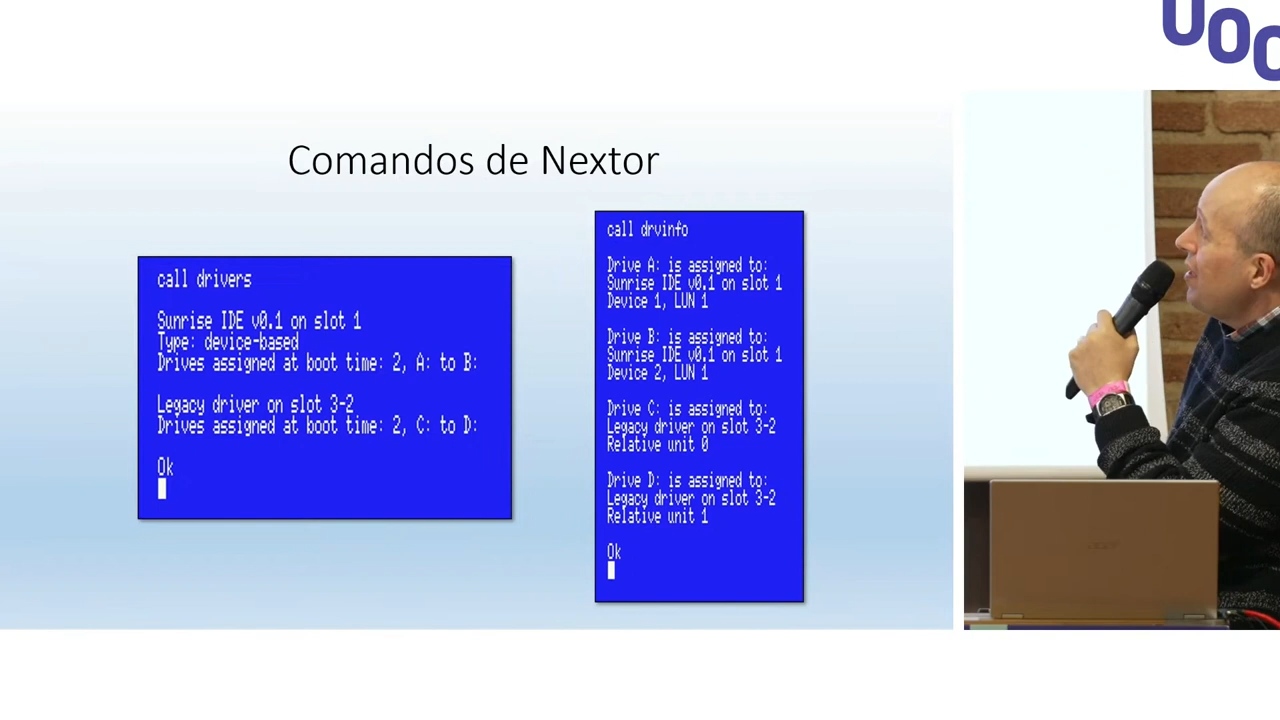 UOC
Comandos de Nextor
call drivers
Sunrise IDE v0.1 on slot 1
Type: device-based
Drives assigned at boot time: 2, A: to B:
Legacy driver on slot 3-2
Drives assigned at boot time: 2, C: to D:
Ok
call drvinfo
Drive A: is assigned to:
Sunrise IDE v0.1 on slot 1
Device 1, LUN 1
Drive B: is assigned to:
Sunrise IDE v0.1 on slot 1
Device 2, LUN 1
Drive C: is assigned to:
Legacy driver on slot 3-2
Relative unit 0
Drive D: is assigned to:
Legacy driver on slot 3-2
Relative unit 1
Ok
acer